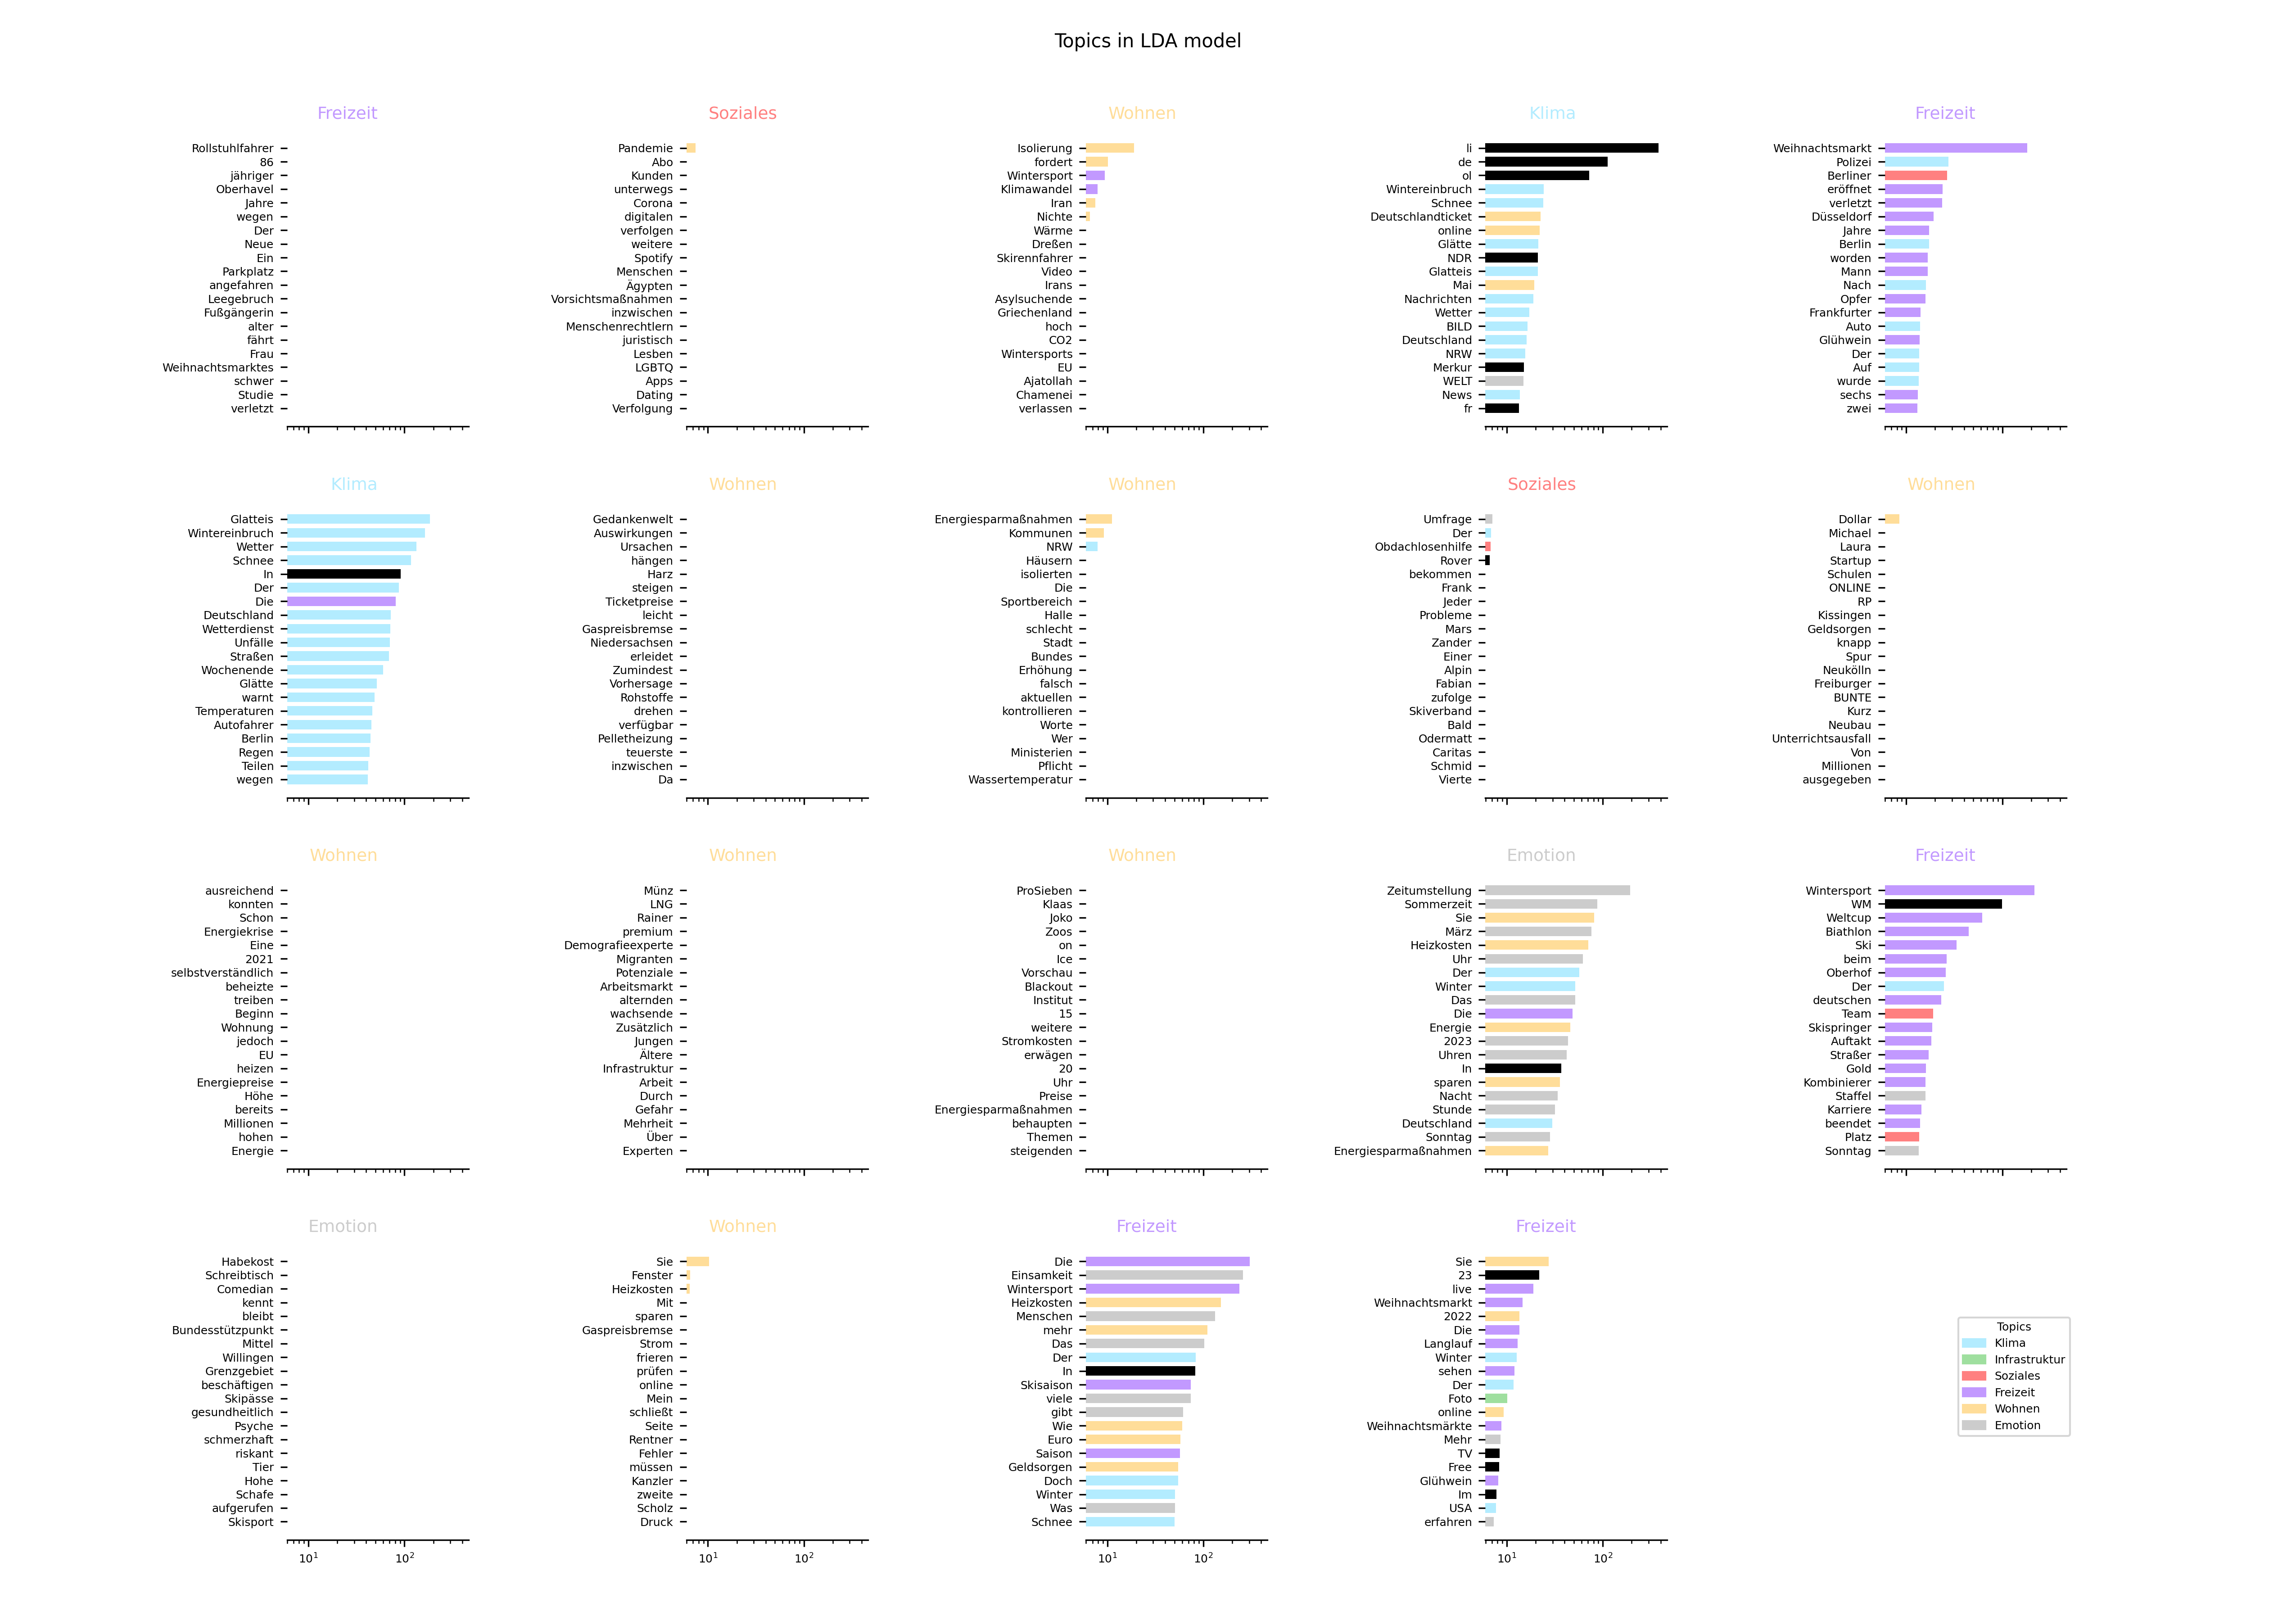 Topics in LDA model
Freizeit
Rollstuhlfahrer
86
jähriger
Oberhavel
Jahre
wegen
Der
Neue
Ein
Parkplatz
angefahren
Leegebruch
Fußgängerin
alter
fährt
Frau
Weihnachtsmarktes
schwer
Studie
verletzt
Soziales
Pandemie
Abo
Kunden
unterwegs
Corona
digitalen
verfolgen
weitere
Spotify
Menschen
Ägypten
Vorsichtsmaßnahmen
inzwischen
Menschenrechtlern
juristisch
Lesben
LGBTQ
Apps
Dating
Verfolgung
Wohnen
Isolierung
fordert
Wintersport
Klimawandel
Iran
Nichte
Wärme
Dreßen
Skirennfahrer
Video
Irans
Asylsuchende
Griechenland
hoch
CO2
Wintersports
EU
Ajatollah
Chamenei
verlassen
Klima
li
de
ol
Wintereinbruch
Schnee
Deutschlandticket
online
Glätte
NDR
Glatteis
Mai
Nachrichten
Wetter
BILD
Deutschland
NRW
Merkur
WELT
News
fr
Freizeit
Weihnachtsmarkt
Polizei
Berliner
eröffnet
verletzt
Düsseldorf
Jahre
Berlin
worden
Mann
Nach
Opfer
Frankfurter
Auto
Glühwein
Der
Auf
wurde
sechs
zwei
Klima
Glatteis
Wintereinbruch
Wetter
Schnee
In
Der
Die
Deutschland
Wetterdienst
Unfälle
Straßen
Wochenende
Glätte
warnt
Temperaturen
Autofahrer
Berlin
Regen
Teilen
wegen
Wohnen
Gedankenwelt
Auswirkungen
Ursachen
hängen
Harz
steigen
Ticketpreise
leicht
Gaspreisbremse
Niedersachsen
erleidet
Zumindest
Vorhersage
Rohstoffe
drehen
verfügbar
Pelletheizung
teuerste
inzwischen
Da
Wohnen
Energiesparmaßnahmen
Kommunen
NRW
Häusern
isolierten
Die
Sportbereich
Halle
schlecht
Stadt
Bundes
Erhöhung
falsch
aktuellen
kontrollieren
Worte
Wer
Ministerien
Pflicht
Wassertemperatur
Soziales
Umfrage
Der
Obdachlosenhilfe
Rover
bekommen
Frank
Jeder
Probleme
Mars
Zander
Einer
Alpin
Fabian
zufolge
Skiverband
Bald
Odermatt
Caritas
Schmid
Vierte
Wohnen
Dollar
Michael
Laura
Startup
Schulen
ONLINE
RP
Kissingen
Geldsorgen
knapp
Spur
Neukölln
Freiburger
BUNTE
Kurz
Neubau
Unterrichtsausfall
Von
Millionen
ausgegeben
Wohnen
ausreichend
konnten
Schon
Energiekrise
Eine
2021
selbstverständlich
beheizte
treiben
Beginn
Wohnung
jedoch
EU
heizen
Energiepreise
Höhe
bereits
Millionen
hohen
Energie
Wohnen
Münz
LNG
Rainer
premium
Demografieexperte
Migranten
Potenziale
Arbeitsmarkt
alternden
wachsende
Zusätzlich
Jungen
Ältere
Infrastruktur
Arbeit
Durch
Gefahr
Mehrheit
Über
Experten
Wohnen
ProSieben
Klaas
Joko
Zoos
on
Ice
Vorschau
Blackout
Institut
15
weitere
Stromkosten
erwägen
20
Uhr
Preise
Energiesparmaßnahmen
behaupten
Themen
steigenden
Emotion
Zeitumstellung
Sommerzeit
Sie
März
Heizkosten
Uhr
Der
Winter
Das
Die
Energie
2023
Uhren
In
sparen
Nacht
Stunde
Deutschland
Sonntag
Energiesparmaßnahmen
Freizeit
Wintersport
WM
Weltcup
Biathlon
Ski
beim
Oberhof
Der
deutschen
Team
Skispringer
Auftakt
Straßer
Gold
Kombinierer
Staffel
Karriere
beendet
Platz
Sonntag
Emotion
Habekost
Schreibtisch
Comedian
kennt
bleibt
Bundesstützpunkt
Mittel
Willingen
Grenzgebiet
beschäftigen
Skipässe
gesundheitlich
Psyche
schmerzhaft
riskant
Tier
Hohe
Schafe
aufgerufen
Skisport
10¹ 10²
Wohnen
Sie
Fenster
Heizkosten
Mit
sparen
Gaspreisbremse
Strom
frieren
prüfen
online
Mein
schließt
Seite
Rentner
Fehler
müssen
Kanzler
zweite
Scholz
Druck
10¹ 10²
Freizeit
Die
Einsamkeit
Wintersport
Heizkosten
Menschen
mehr
Das
Der
In
Skisaison
viele
gibt
Wie
Euro
Saison
Geldsorgen
Doch
Winter
Was
Schnee
10¹ 10²
Freizeit
Sie
23
live
Weihnachtsmarkt
2022
Die
Langlauf
Winter
sehen
Der
Foto
online
Weihnachtsmärkte
Mehr
TV
Free
Glühwein
Im
USA
erfahren
10¹ 10²
Topics
Klima
Infrastruktur
Soziales
Freizeit
Wohnen
Emotion